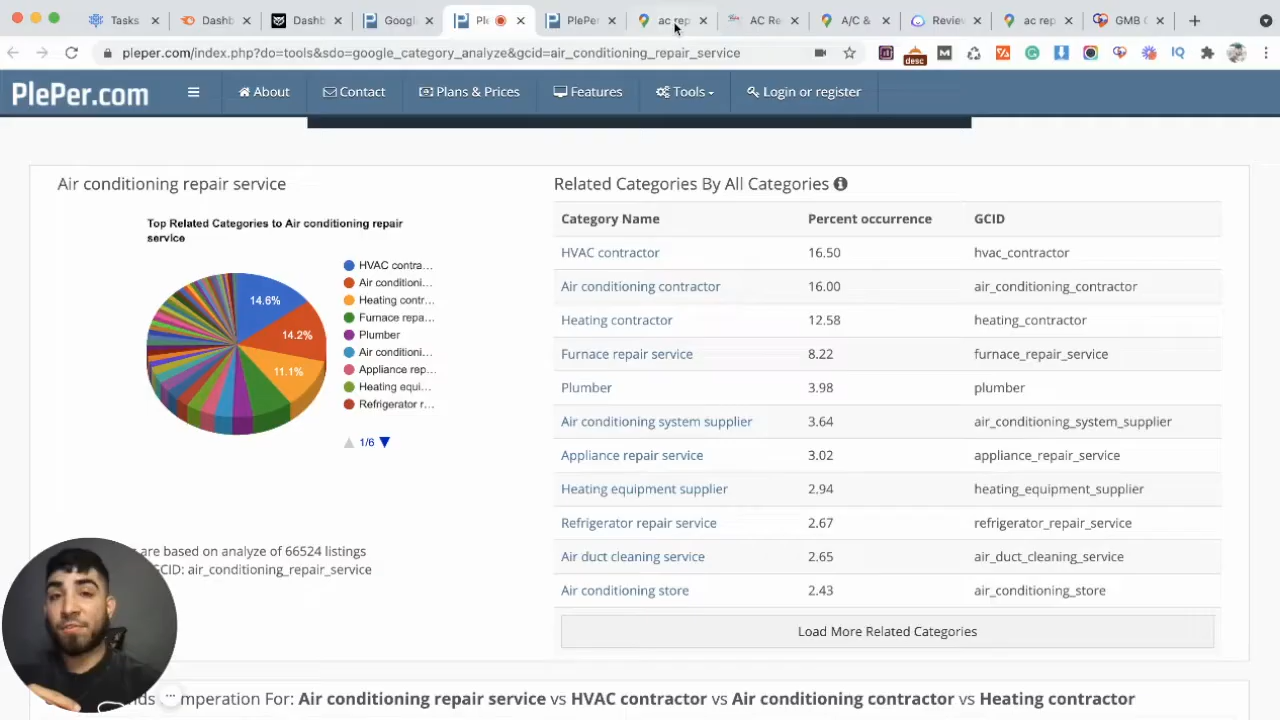 Tasks
Dashb
Dashb
Googl
Ple
PlePer
ac rep
AC Re
A/C &
Review
ac rep
GMB C
pleper.com/index.php?do=tools&sdo=google_category_analyze&gcid=air_conditioning_repair_service
desc
PlePer.com
About
Contact
Plans & Prices
Features
Tools
Login or register
Air conditioning repair service
Top Related Categories to Air conditioning repair
service
HVAC contra...
Air conditioni...
Heating contr...
Furnace repa...
Plumber
Air conditioni...
Appliance rep...
Heating equi...
Refrigerator r...
14.6%
14.2%
11.1%
1/6
are based on analyze of 66524 listings
GCID: air_conditioning_repair_service
Related Categories By All Categories
Category Name Percent occurrence GCID
HVAC contractor 16.50 hvac_contractor
Air conditioning contractor 16.00 air_conditioning_contractor
Heating contractor 12.58 heating_contractor
Furnace repair service 8.22 furnace_repair_service
Plumber 3.98 plumber
Air conditioning system supplier 3.64 air_conditioning_system_supplier
Appliance repair service 3.02 appliance_repair_service
Heating equipment supplier 2.94 heating_equipment_supplier
Refrigerator repair service 2.67 refrigerator_repair_service
Air duct cleaning service 2.65 air_duct_cleaning_service
Air conditioning store 2.43 air_conditioning_store
Load More Related Categories
mperation For: Air conditioning repair service vs HVAC contractor vs Air conditioning contractor vs Heating contractor